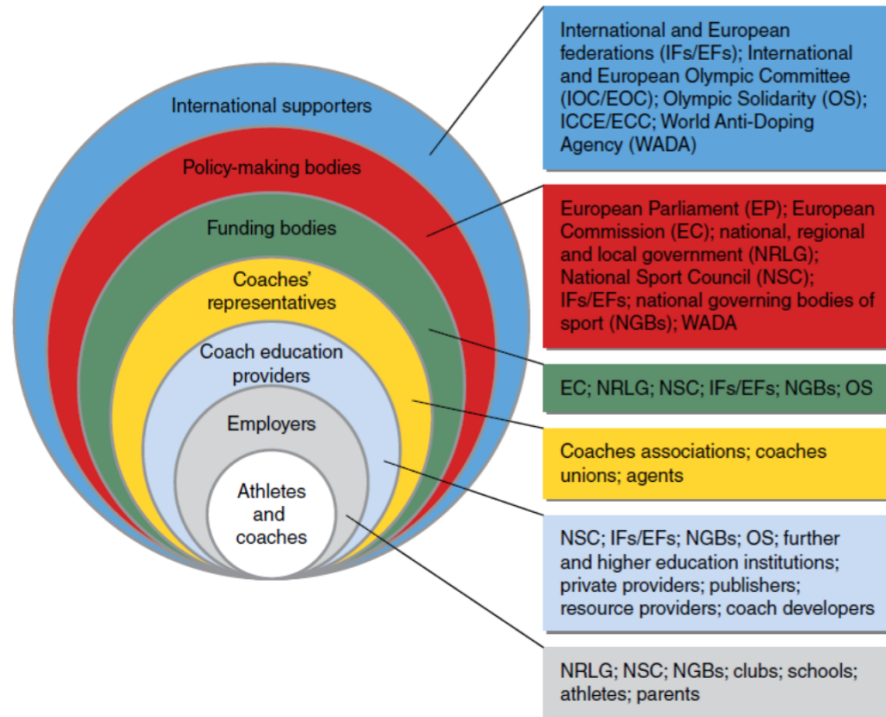 International supporters
Policy-making bodies
Funding bodies
Coaches'
representatives
Coach education
providers
Employers
Athletes
and
coaches
International and European
federations (IFs/EFs); International
and European Olympic Committee
(IOC/EOC); Olympic Solidarity (OS);
ICCE/ECC; World Anti-Doping
Agency (WADA)
European Parliament (EP); European
Commission (EC); national, regional
and local government (NRLG);
National Sport Council (NSC);
IFs/EFs; national governing bodies of
sport (NGBs); WADA
EC; NRLG; NSC; IFs/EFs; NGBs; OS
Coaches associations; coaches
unions; agents
NSC; IFs/EFs; NGBs; OS; further
and higher education institutions;
private providers; publishers;
resource providers; coach developers
NRLG; NSC; NGBs; clubs; schools;
athletes; parents